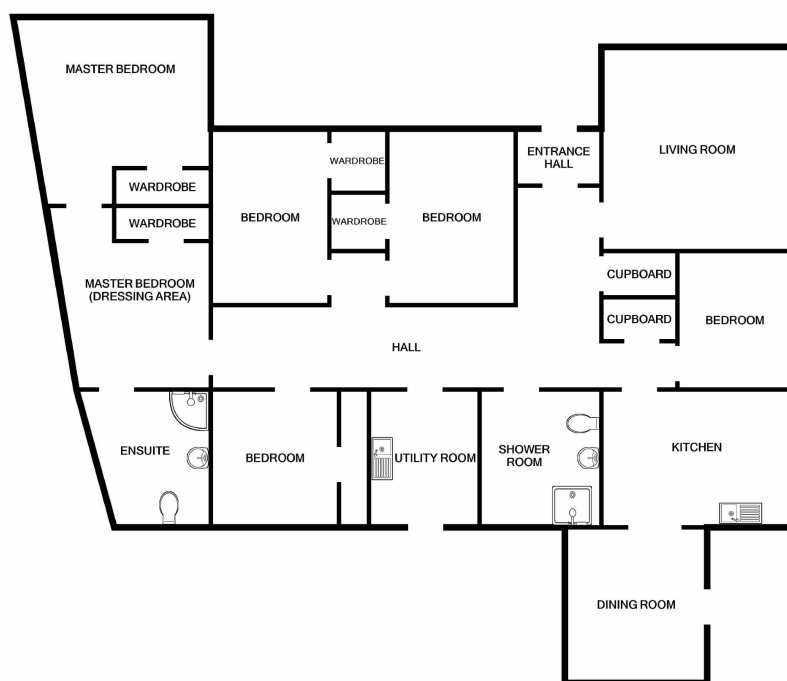 MASTER BEDROOM
ENTRANCE
HALL
LIVING ROOM
WARDROBE
WARDROBE
BEDROOM
BEDROOM
WARDROBE
WARDROBE
MASTER BEDROOM
(DRESSING AREA)
CUPBOARD
CUPBOARD
BEDROOM
HALL
ENSUITE
BEDROOM
UTILITY ROOM
SHOWER
ROOM
KITCHEN
DINING ROOM